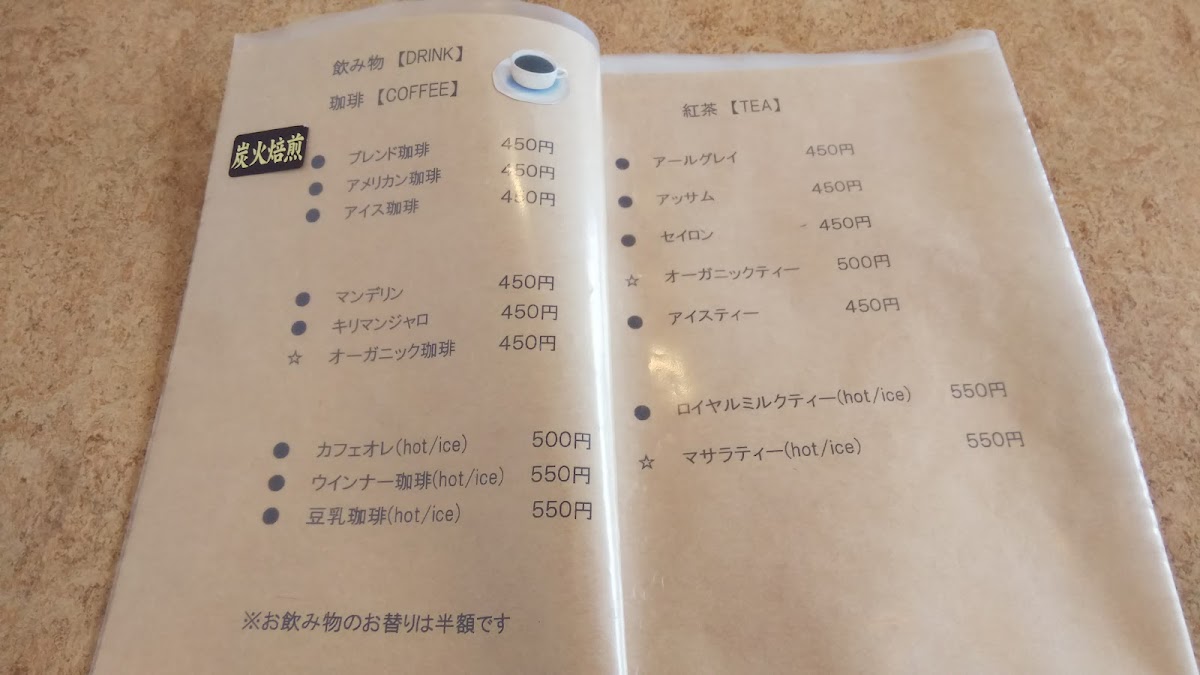 飲み物【DRINK】
珈琲【COFFEE】
炭火焙煎
● ブレンド珈琲 450円
● アメリカン珈琲 450円
● アイス珈琲 450円
● マンデリン 450円
● キリマンジャロ 450円
☆ オーガニック珈琲 450円
● カフェオレ(hot/ice) 500円
● ウインナー珈琲(hot/ice) 550円
● 豆乳珈琲(hot/ice) 550円
※お飲み物のお替りは半額です
紅茶【TEA】
● アールグレイ 450円
● アッサム 450円
● セイロン 450円
☆ オーガニックティー 500円
● アイスティー 450円
● ロイヤルミルクティー(hot/ice) 550円
☆ マサラティー(hot/ice) 550円